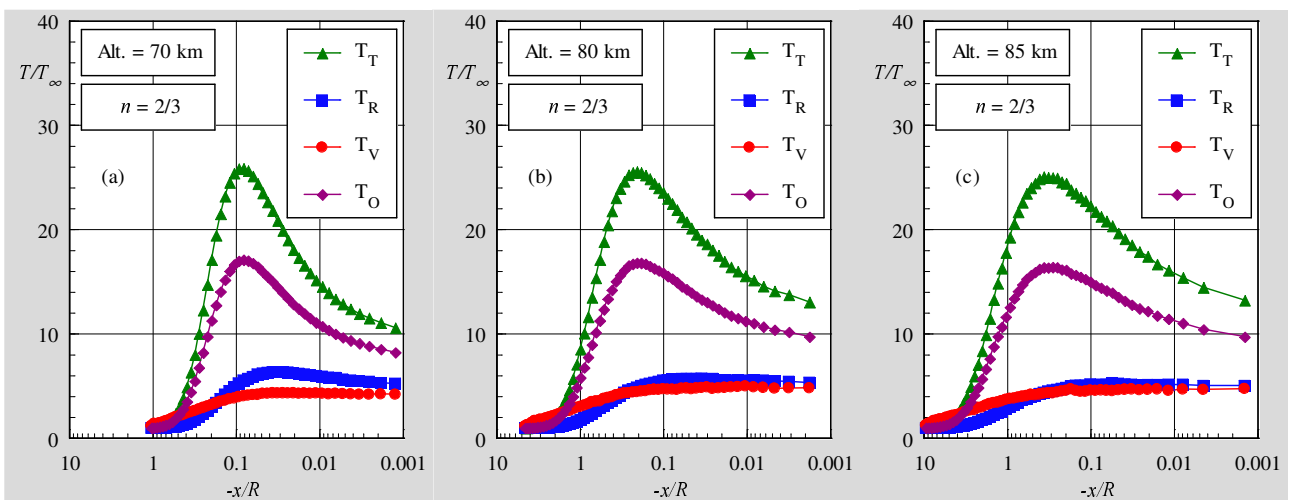 40
30
20
10
0
T/T∞
Alt. = 70 km
n = 2/3
(a)
T_T
T_R
T_V
T_O
10 1 0.1 0.01 0.001
-x/R
40
30
20
10
0
T/T∞
Alt. = 80 km
n = 2/3
(b)
T_T
T_R
T_V
T_O
10 1 0.1 0.01 0.001
-x/R
40
30
20
10
0
T/T∞
Alt. = 85 km
n = 2/3
(c)
T_T
T_R
T_V
T_O
10 1 0.1 0.01 0.001
-x/R